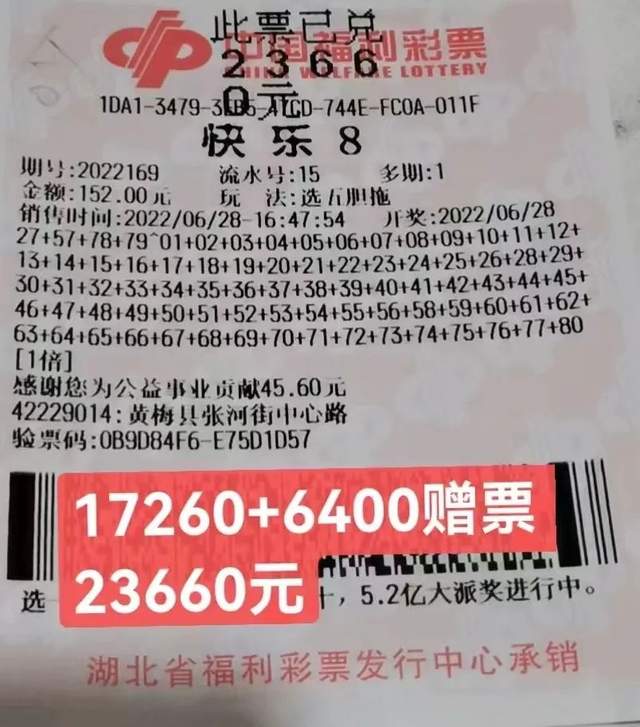 此票已兑
中国福利彩票
2366
CHINA WELFARE LOTTERY
0元
快乐8
期号:2022169 流水号:15 多期:1
金额:152.00元 玩 法:选五胆拖
销售时间:2022/06/28-16:47:54 开奖:2022/06/28
27+57+78+79^01+02+03+04+05+06+07+08+09+10+11+12+
13+14+15+16+17+18+19+20+21+22+23+24+25+26+28+29+
30+31+32+33+34+35+36+37+38+39+40+41+42+43+44+45+
46+47+48+49+50+51+52+53+54+55+56+58+59+60+61+62+
63+64+65+66+67+68+69+70+71+72+73+74+75+76+77+80
[1倍]
感谢您为公益事业贡献45.60元
42229014:黄梅县张河街中心路
验票码:0B9D84F6-E75D1D57
17260+6400赠票
23660元
选一
,5.2亿大派奖进行中。
湖北省福利彩票发行中心承销